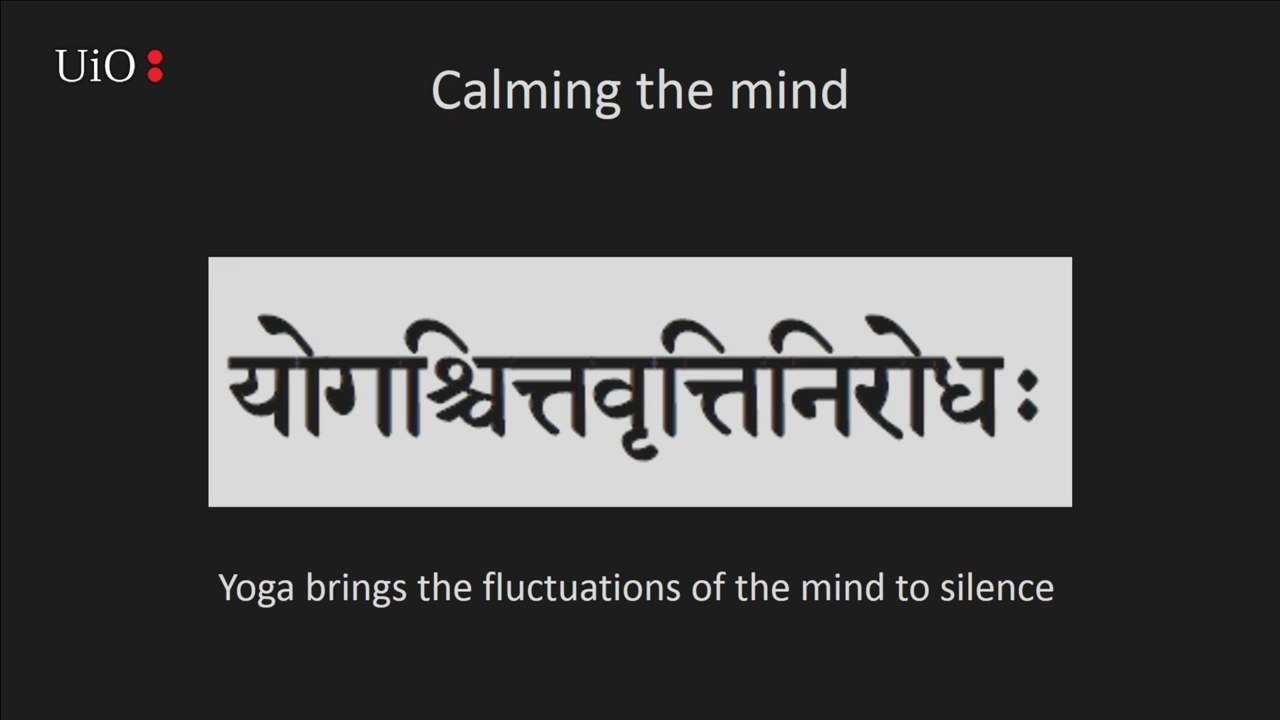 UiO:
Calming the mind
योगश्चित्तवृत्तिनिरोधः
Yoga brings the fluctuations of the mind to silence